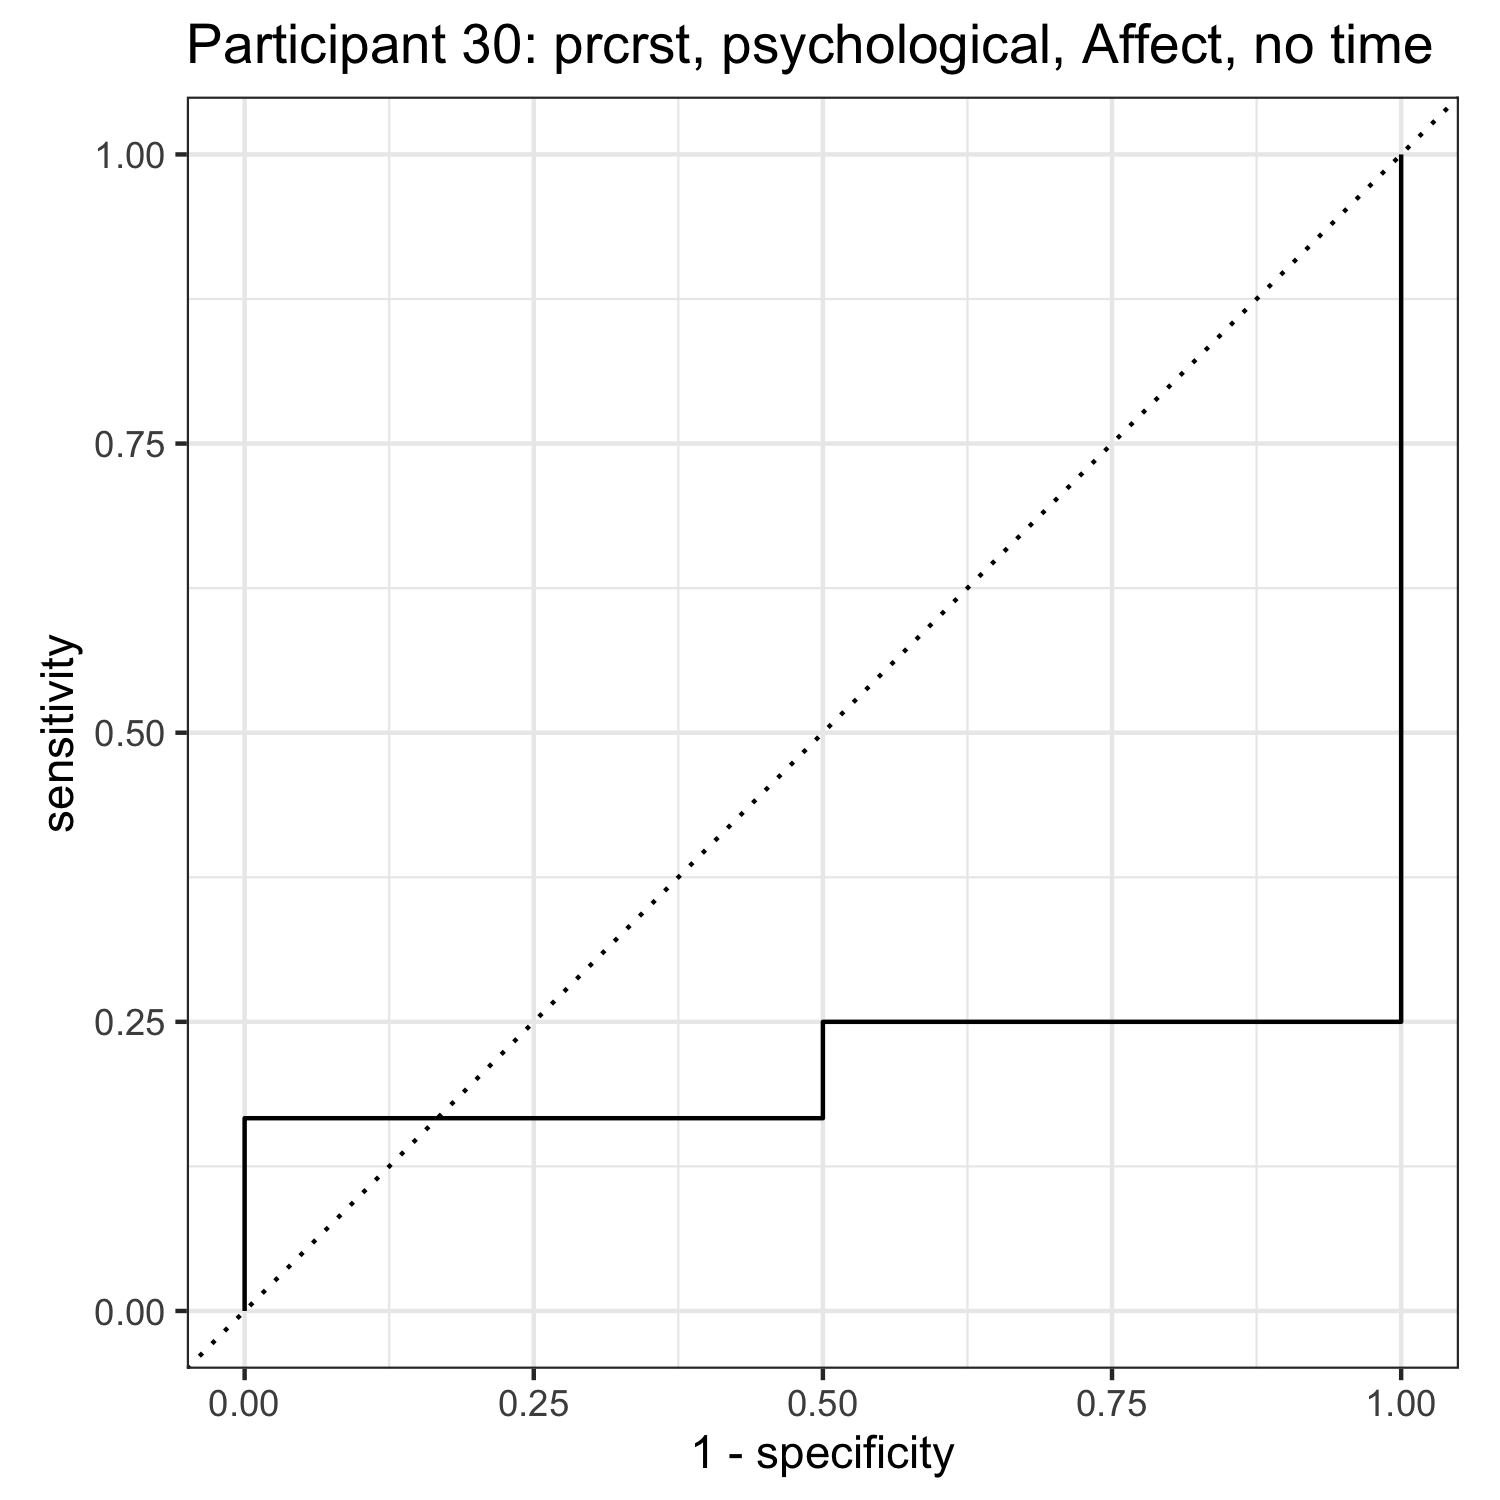 Participant 30: prcrst, psychological, Affect, no time
1.00
0.75
0.50
0.25
0.00
sensitivity
0.00 0.25 0.50 0.75 1.00
1 - specificity